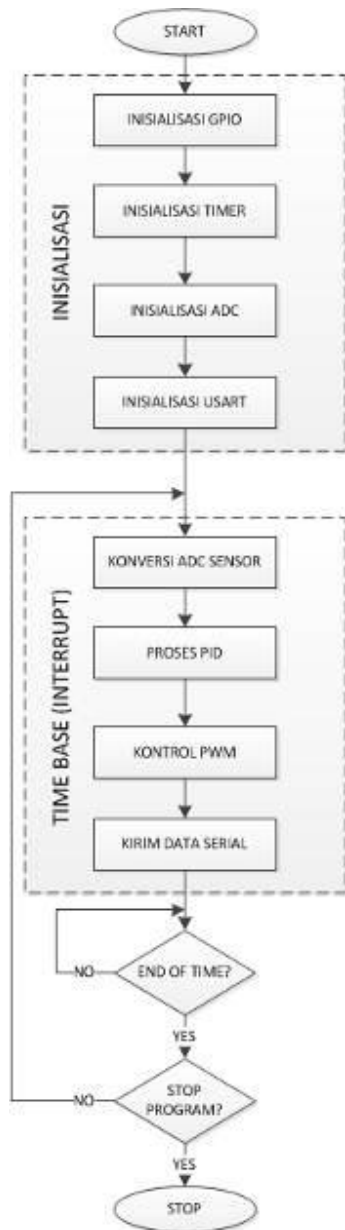 START
INISIALISASI
INISIALISASI GPIO
INISIALISASI TIMER
INISIALISASI ADC
INISIALISASI USART
TIME BASE (INTERRUPT)
KONVERSI ADC SENSOR
PROSES PID
KONTROL PWM
KIRIM DATA SERIAL
END OF TIME?
NO
YES
STOP
PROGRAM?
NO
YES
STOP